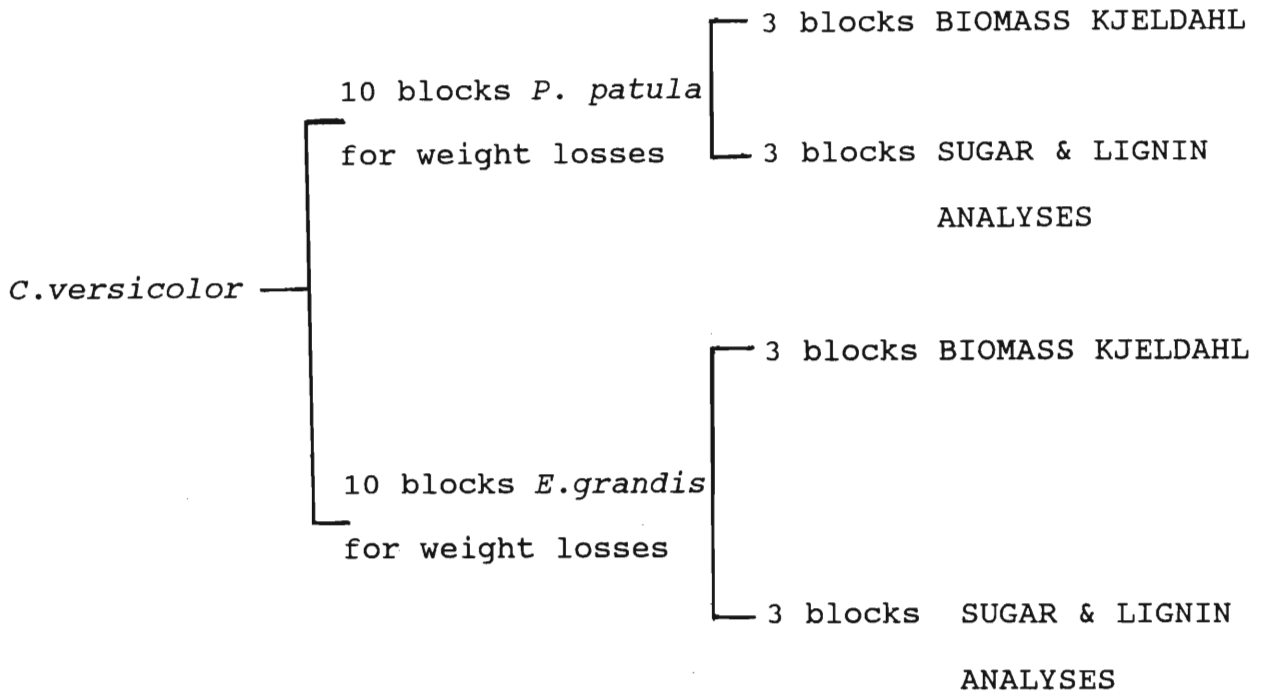 3 blocks BIOMASS KJELDAHL
10 blocks P. patula
for weight losses
3 blocks SUGAR & LIGNIN
ANALYSES
C.versicolor
3 blocks BIOMASS KJELDAHL
10 blocks E.grandis
for weight losses
3 blocks SUGAR & LIGNIN
ANALYSES